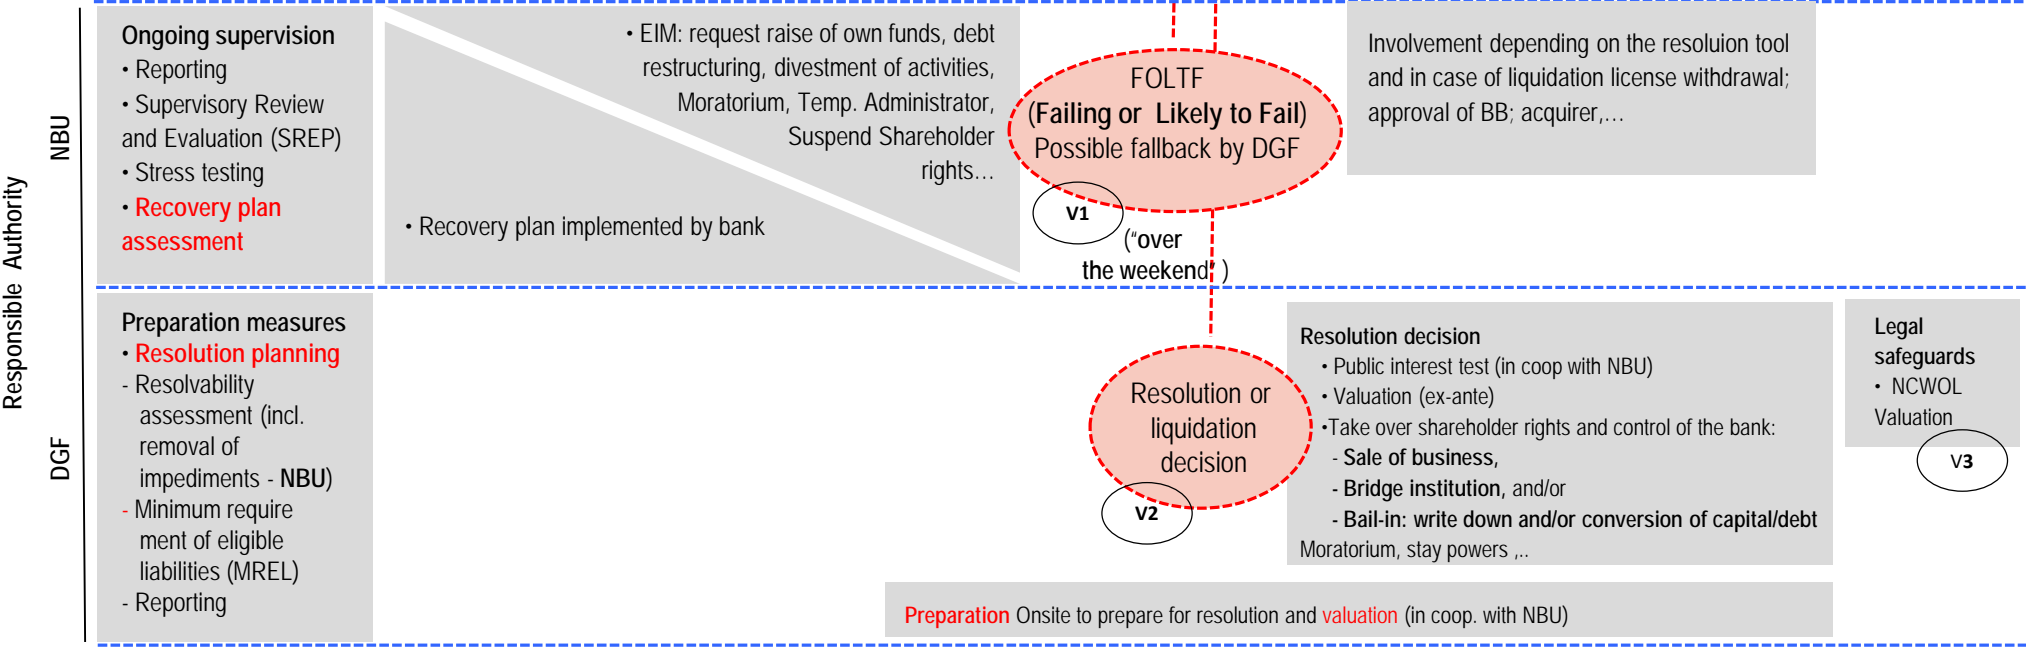 Responsible Authority
NBU
Ongoing supervision
• Reporting
• Supervisory Review
and Evaluation (SREP)
• Stress testing
• Recovery plan
assessment
• Recovery plan implemented by bank
• EIM: request raise of own funds, debt
restructuring, divestment of activities,
Moratorium, Temp. Administrator,
Suspend Shareholder
rights…
FOLTF
(Failing or Likely to Fail)
Possible fallback by DGF
V1
(“over
the weekend” )
Involvement depending on the resoluion tool
and in case of liquidation license withdrawal;
approval of BB; acquirer,…
DGF
Preparation measures
• Resolution planning
- Resolvability
assessment (incl.
removal of
impediments - NBU)
- Minimum require
ment of eligible
liabilities (MREL)
- Reporting
Resolution or
liquidation
decision
V2
Resolution decision
• Public interest test (in coop with NBU)
• Valuation (ex-ante)
•Take over shareholder rights and control of the bank:
- Sale of business,
- Bridge institution, and/or
- Bail-in: write down and/or conversion of capital/debt
Moratorium, stay powers ,..
Legal
safeguards
• NCWOL
Valuation
V3
Preparation Onsite to prepare for resolution and valuation (in coop. with NBU)